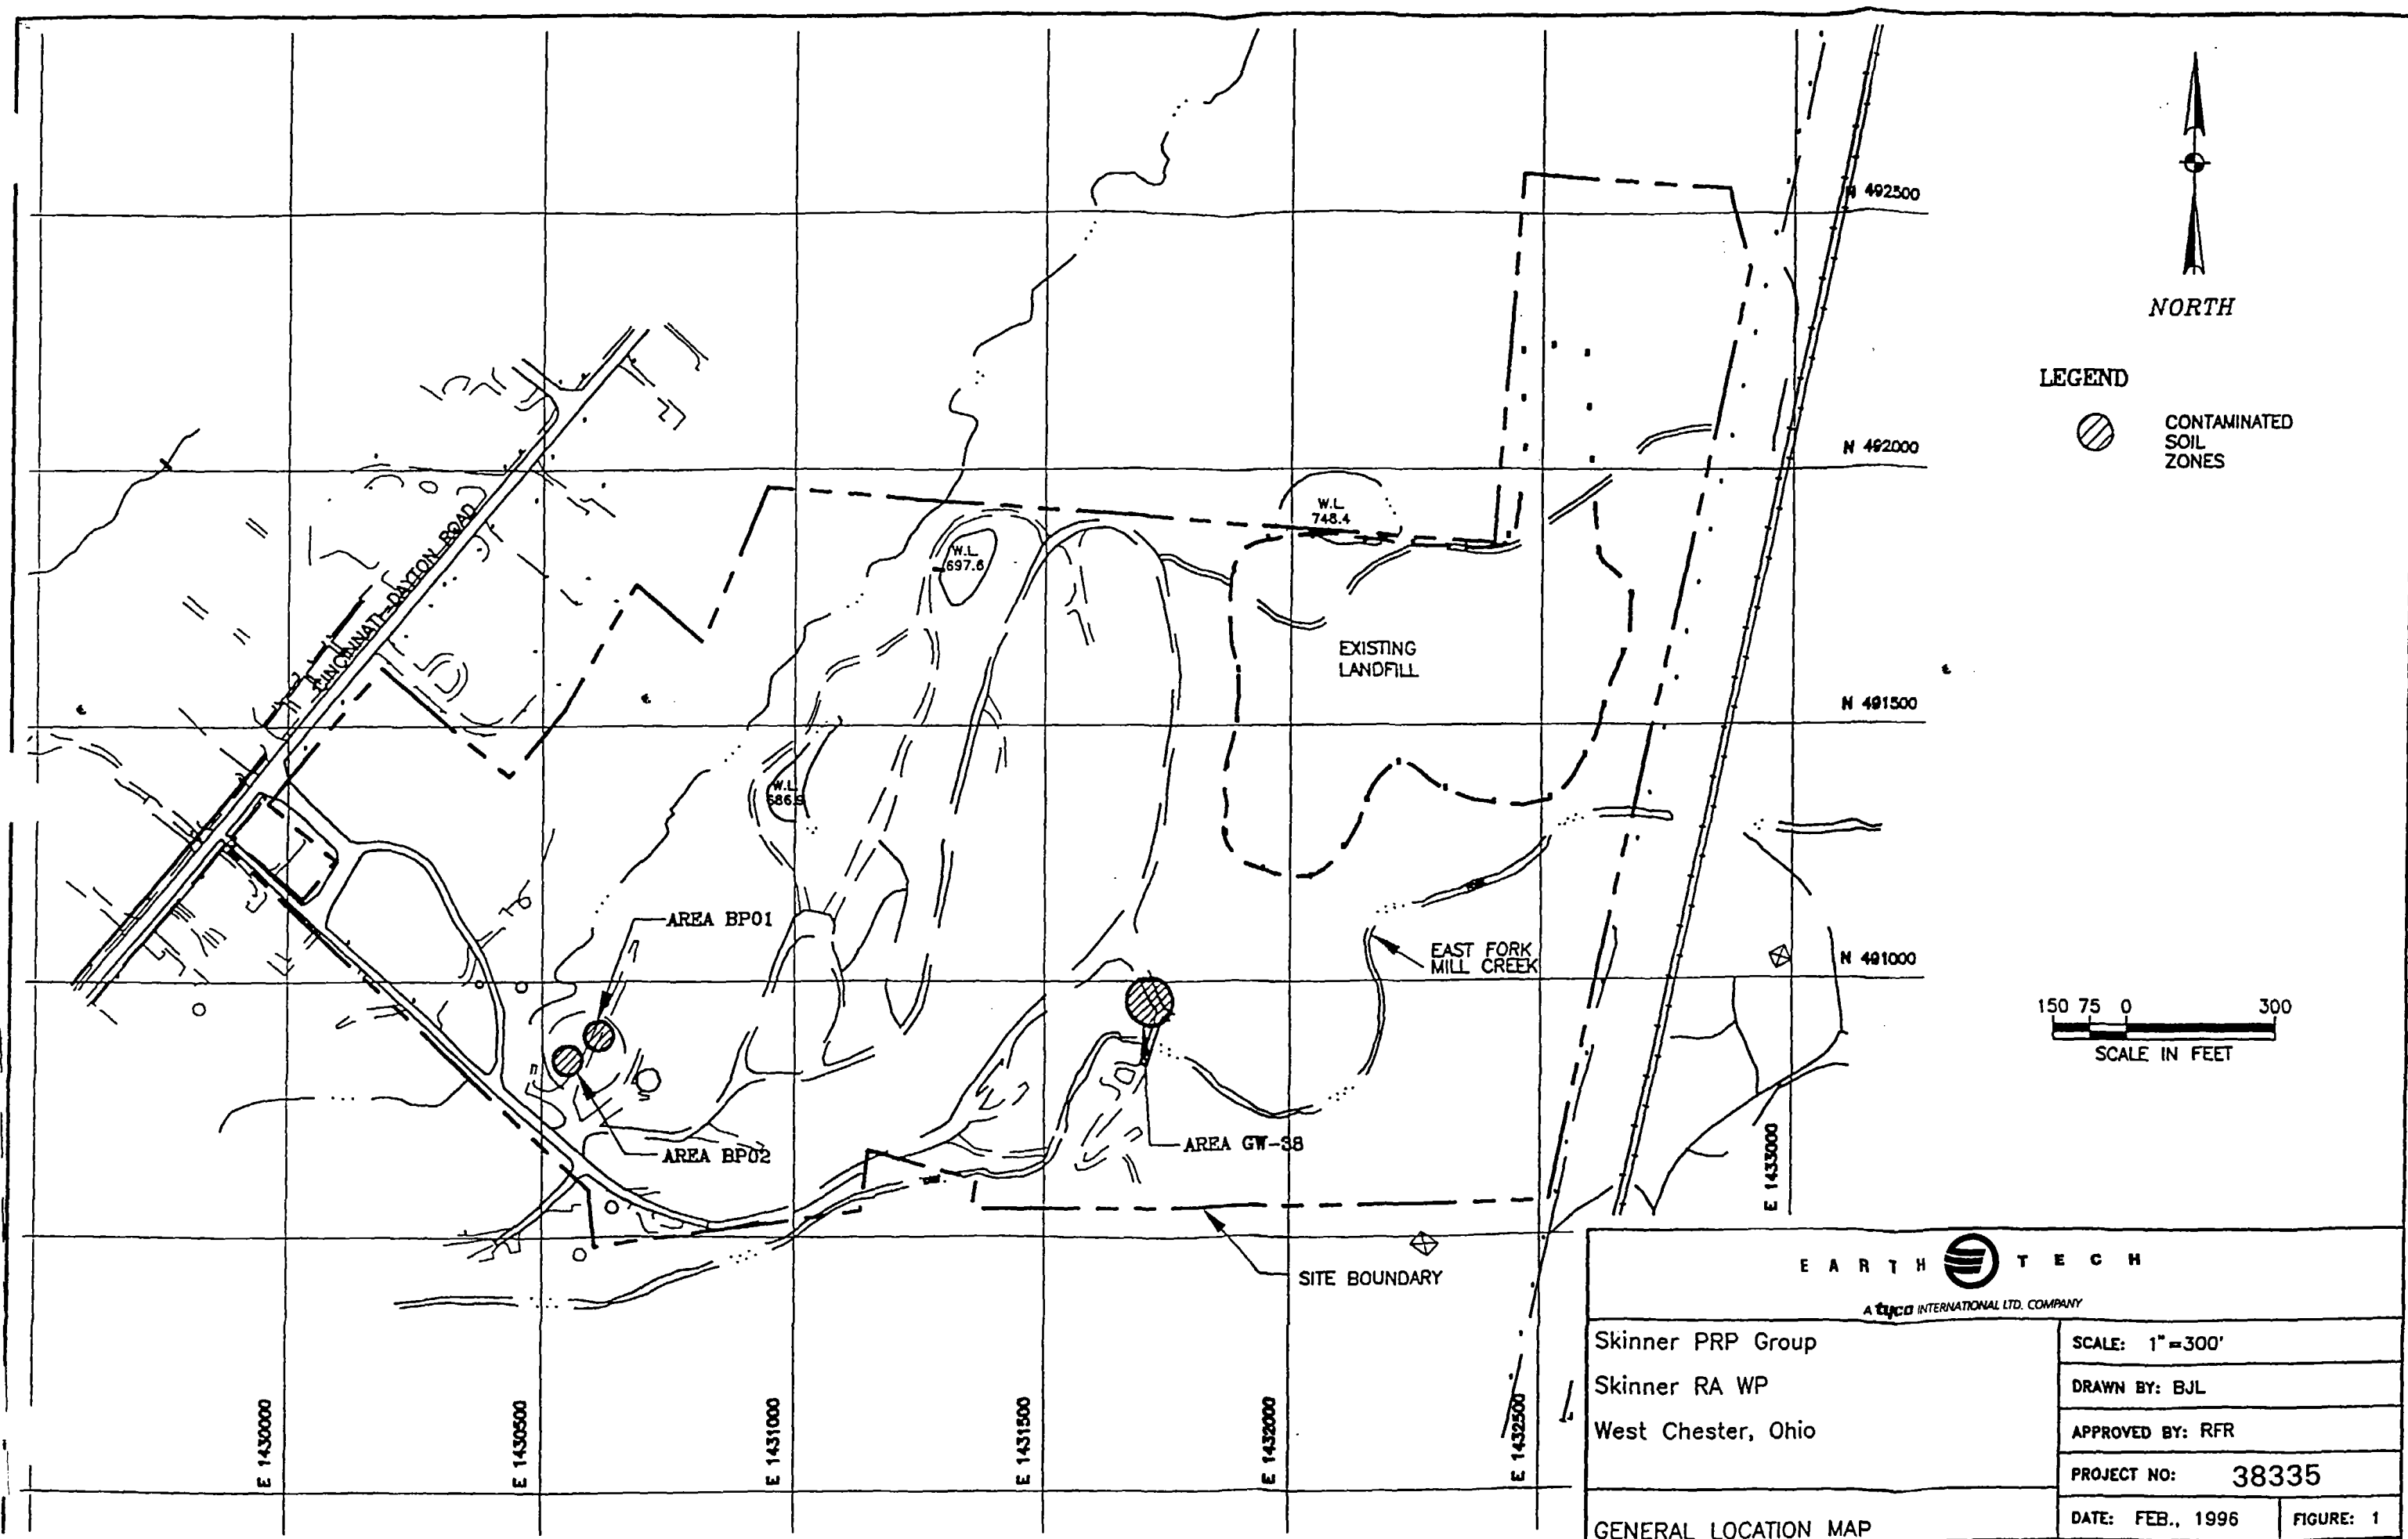 N 492500
NORTH
LEGEND
CONTAMINATED
SOIL
ZONES
N 492000
CINCINNATI-DAYTON ROAD
W.L.
748.4
W.L.
697.6
EXISTING
LANDFILL
N 491500
W.L.
686.9
AREA BP01
EAST FORK
MILL CREEK
N 491000
150 75 0 300
SCALE IN FEET
AREA BP02
AREA GW-38
SITE BOUNDARY
E 1430000
E 1430500
E 1431000
E 1431500
E 1432000
E 1432500
E 1433000
EARTH TECH
A tyco INTERNATIONAL LTD. COMPANY
Skinner PRP Group
Skinner RA WP
West Chester, Ohio
SCALE: 1"=300'
DRAWN BY: BJL
APPROVED BY: RFR
PROJECT NO: 38335
GENERAL LOCATION MAP
DATE: FEB., 1996
FIGURE: 1